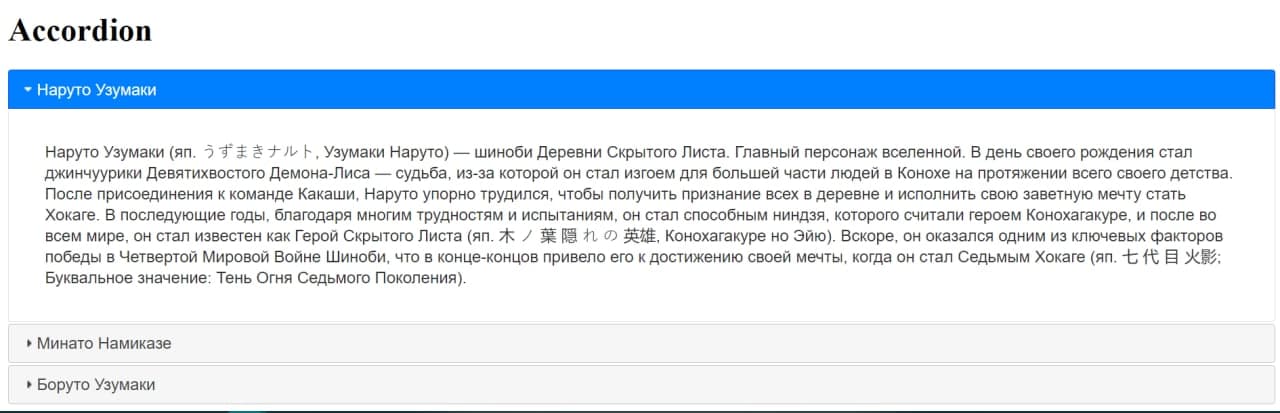 Accordion
Наруто Узумаки
Наруто Узумаки (яп. うずまきナルト, Узумаки Наруто) — шиноби Деревни Скрытого Листа. Главный персонаж вселенной. В день своего рождения стал
джинчуурики Девятихвостого Демона-Лиса — судьба, из-за которой он стал изгоем для большей части людей в Конохе на протяжении всего своего детства.
После присоединения к команде Какаши, Наруто упорно трудился, чтобы получить признание всех в деревне и исполнить свою заветную мечту стать
Хокаге. В последующие годы, благодаря многим трудностям и испытаниям, он стал способным ниндзя, которого считали героем Конохагакуре, и после во
всем мире, он стал известен как Герой Скрытого Листа (яп. 木ノ葉隠れの英雄, Конохагакуре но Эйю). Вскоре, он оказался одним из ключевых факторов
победы в Четвертой Мировой Войне Шиноби, что в конце-концов привело его к достижению своей мечты, когда он стал Седьмым Хокаге (яп. 七代目火影;
Буквальное значение: Тень Огня Седьмого Поколения).
Минато Намиказе
Боруто Узумаки